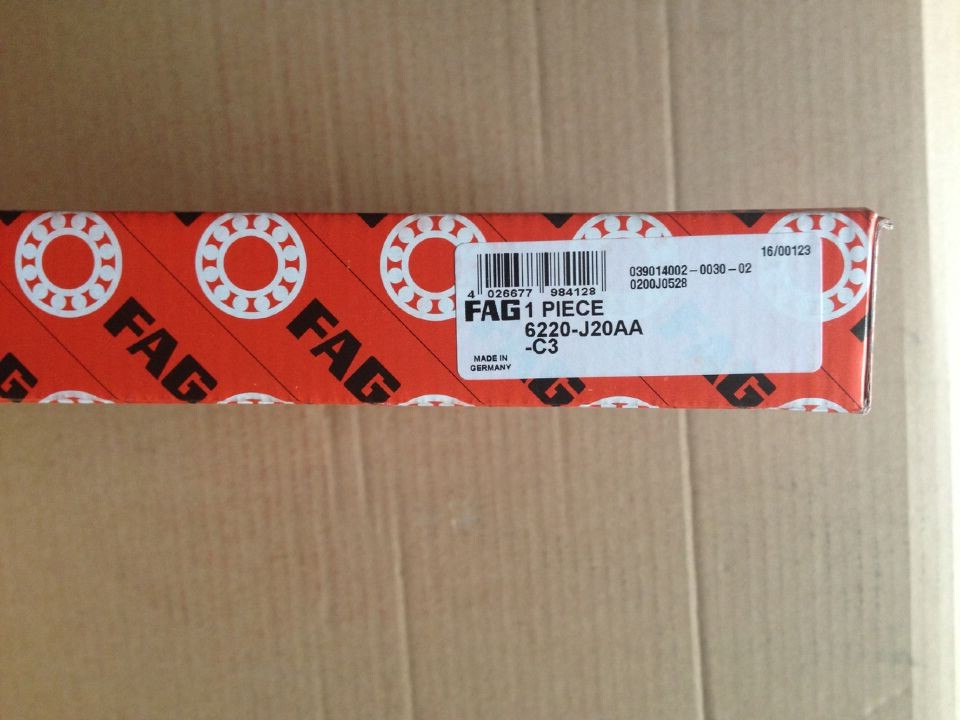 16/00123
039014002-0030-02
0200J0528
4 026677 984128
FAG 1 PIECE
6220-J20AA
-C3
MADE IN
GERMANY
FAG
FAG
FAG